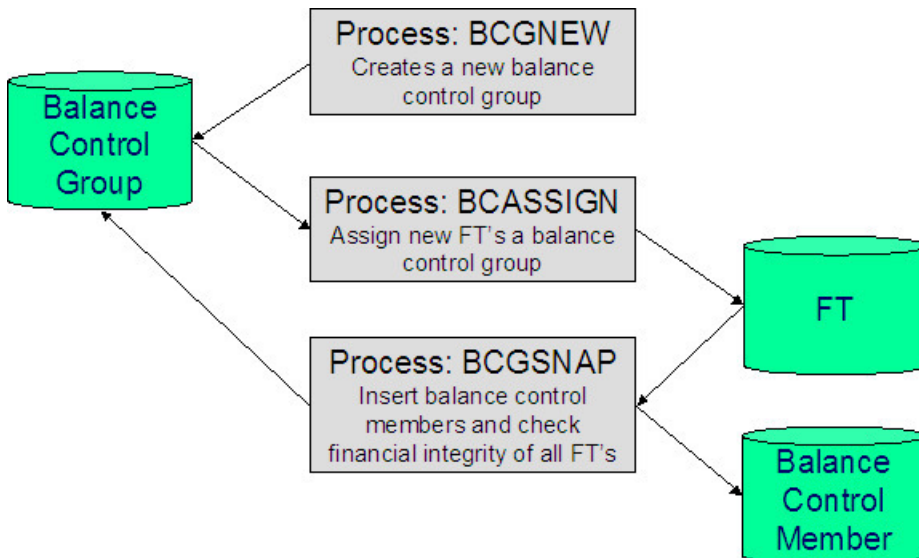 Process: BCGNEW
Creates a new balance
control group
Balance
Control
Group
Process: BCASSIGN
Assign new FT's a balance
control group
FT
Process: BCGSNAP
Insert balance control
members and check
financial integrity of all FT's
Balance
Control
Member